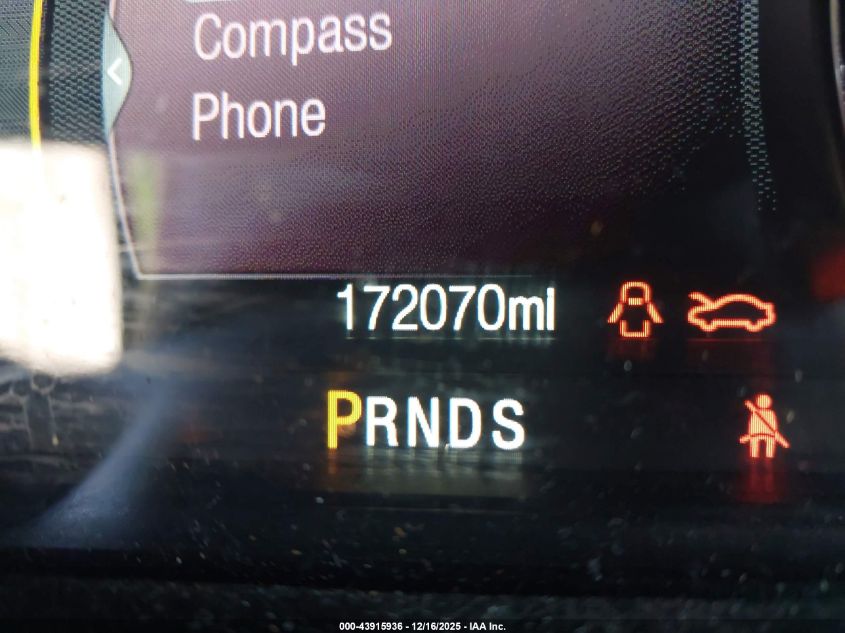 Compass
Phone
172070mi
PRNDS
000-43915936 - 12/16/2025 - IAA Inc.